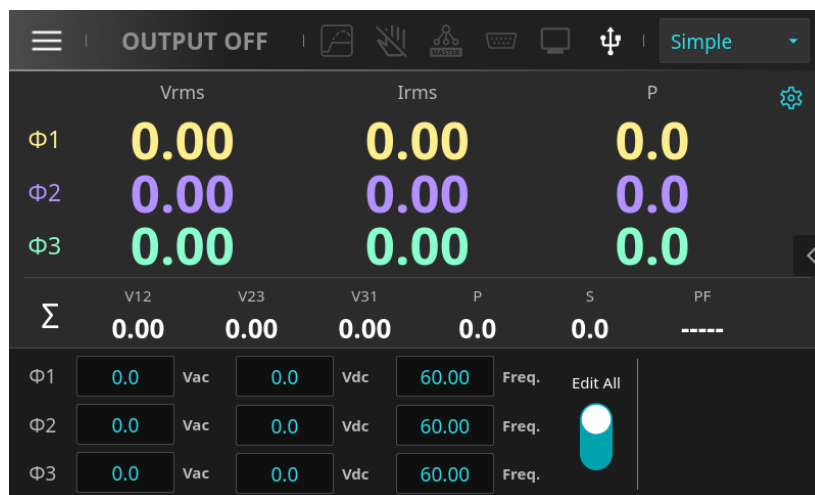 OUTPUT OFF MASTER Simple
Vrms Irms P
Φ1 0.00 0.00 0.0
Φ2 0.00 0.00 0.0
Φ3 0.00 0.00 0.0
V12 V23 V31 P S PF
Σ 0.00 0.00 0.00 0.0 0.0 -----
Φ1 0.0 Vac 0.0 Vdc 60.00 Freq. Edit All
Φ2 0.0 Vac 0.0 Vdc 60.00 Freq.
Φ3 0.0 Vac 0.0 Vdc 60.00 Freq.